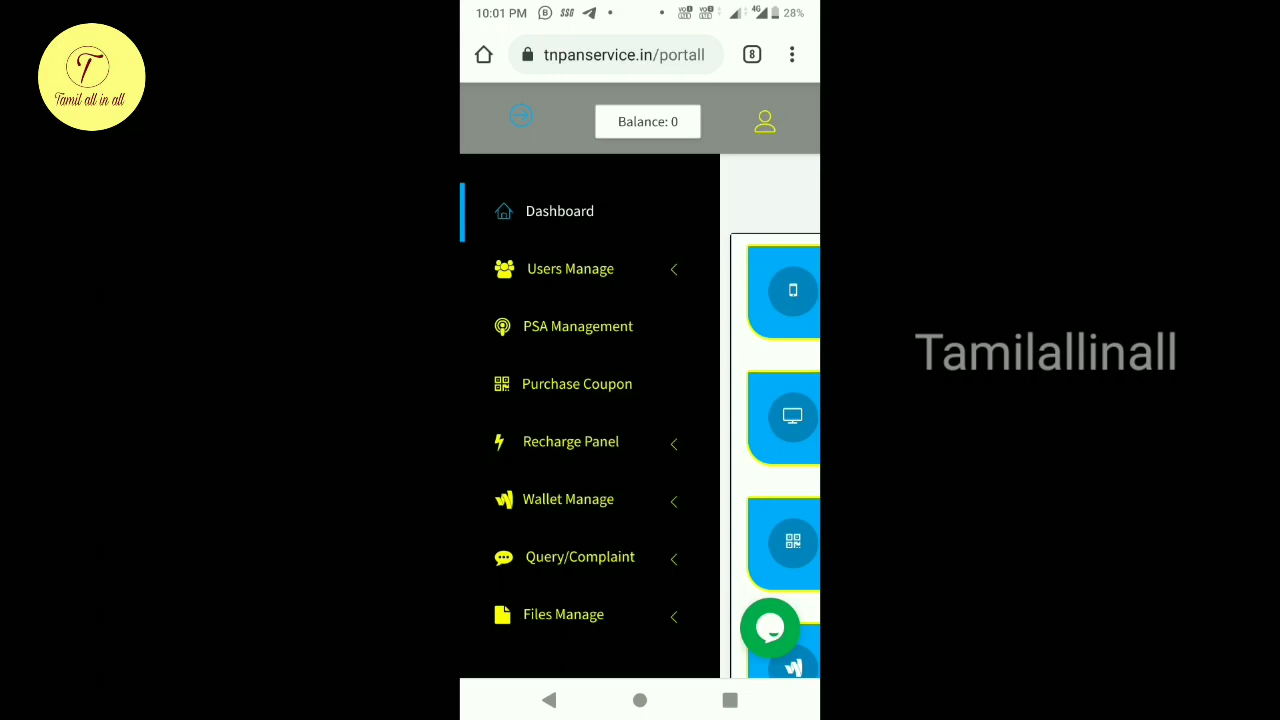 T
Tamil all in all
10:01 PM
4G
28%
tnpanservice.in/portall
8
Balance: 0
Dashboard
Users Manage
PSA Management
Purchase Coupon
Recharge Panel
Wallet Manage
Query/Complaint
Files Manage
Tamilallinall